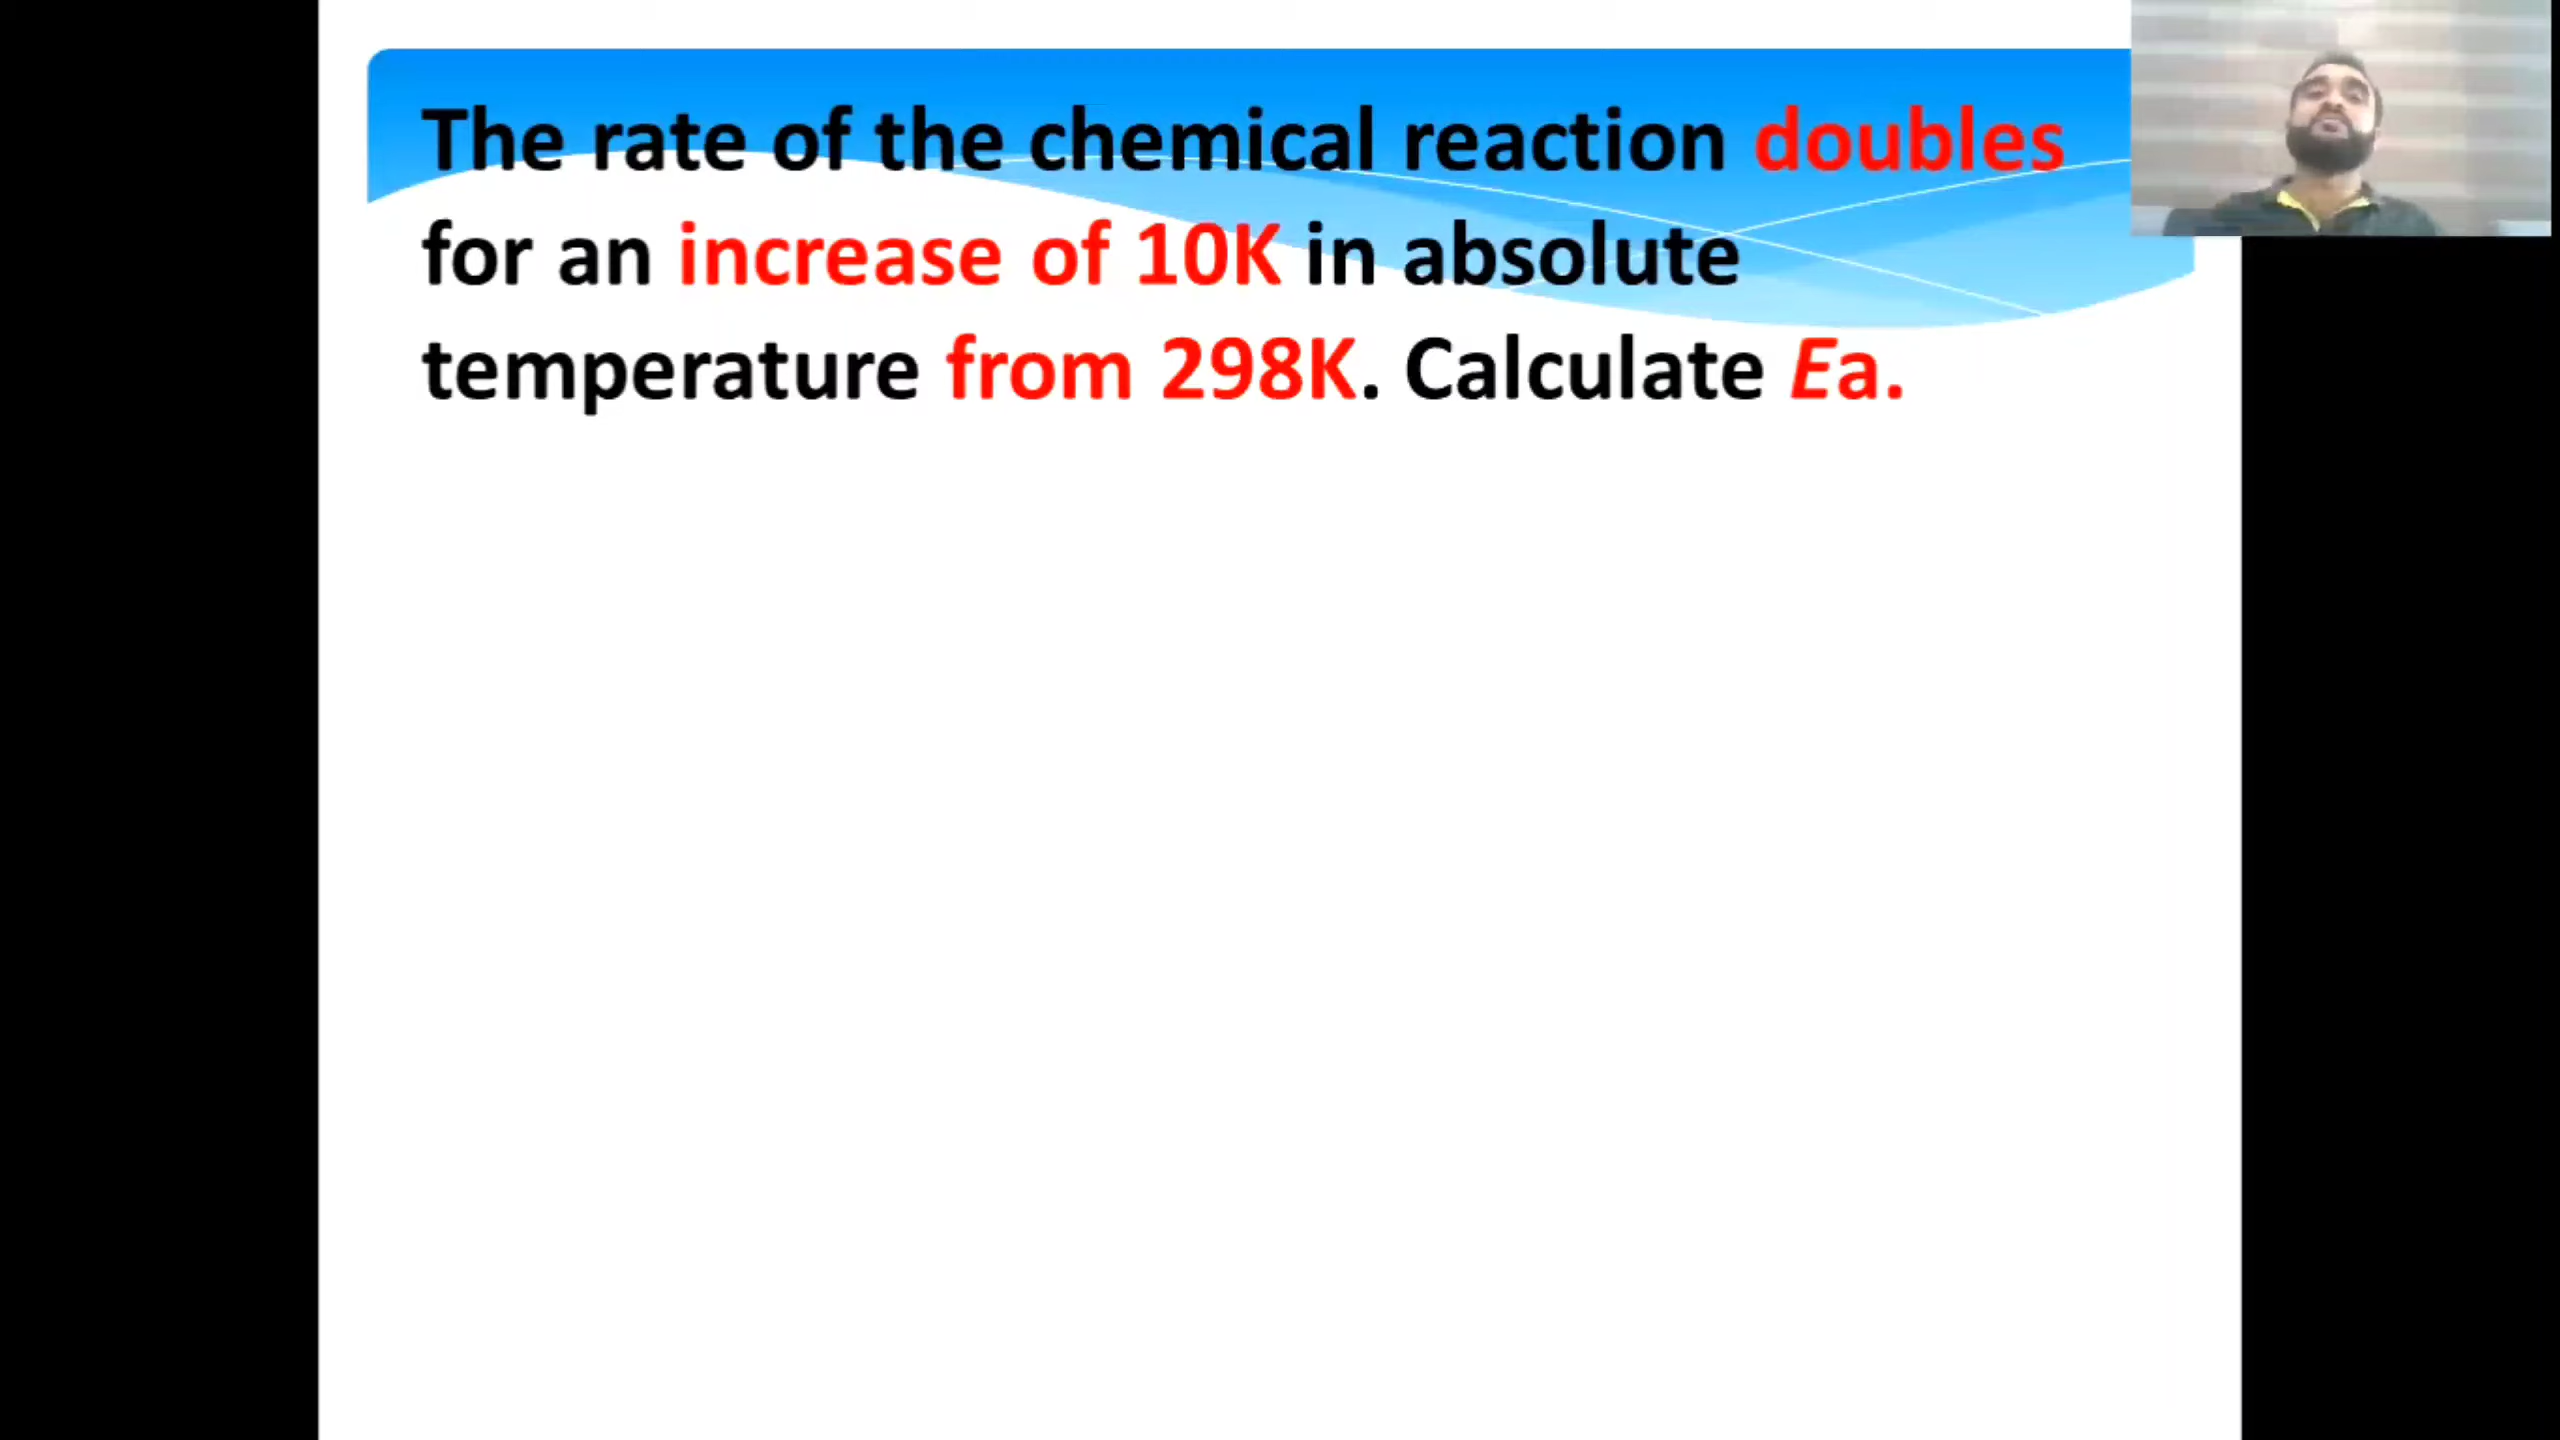 The rate of the chemical reaction doubles
for an increase of 10K in absolute
temperature from 298K. Calculate Ea.